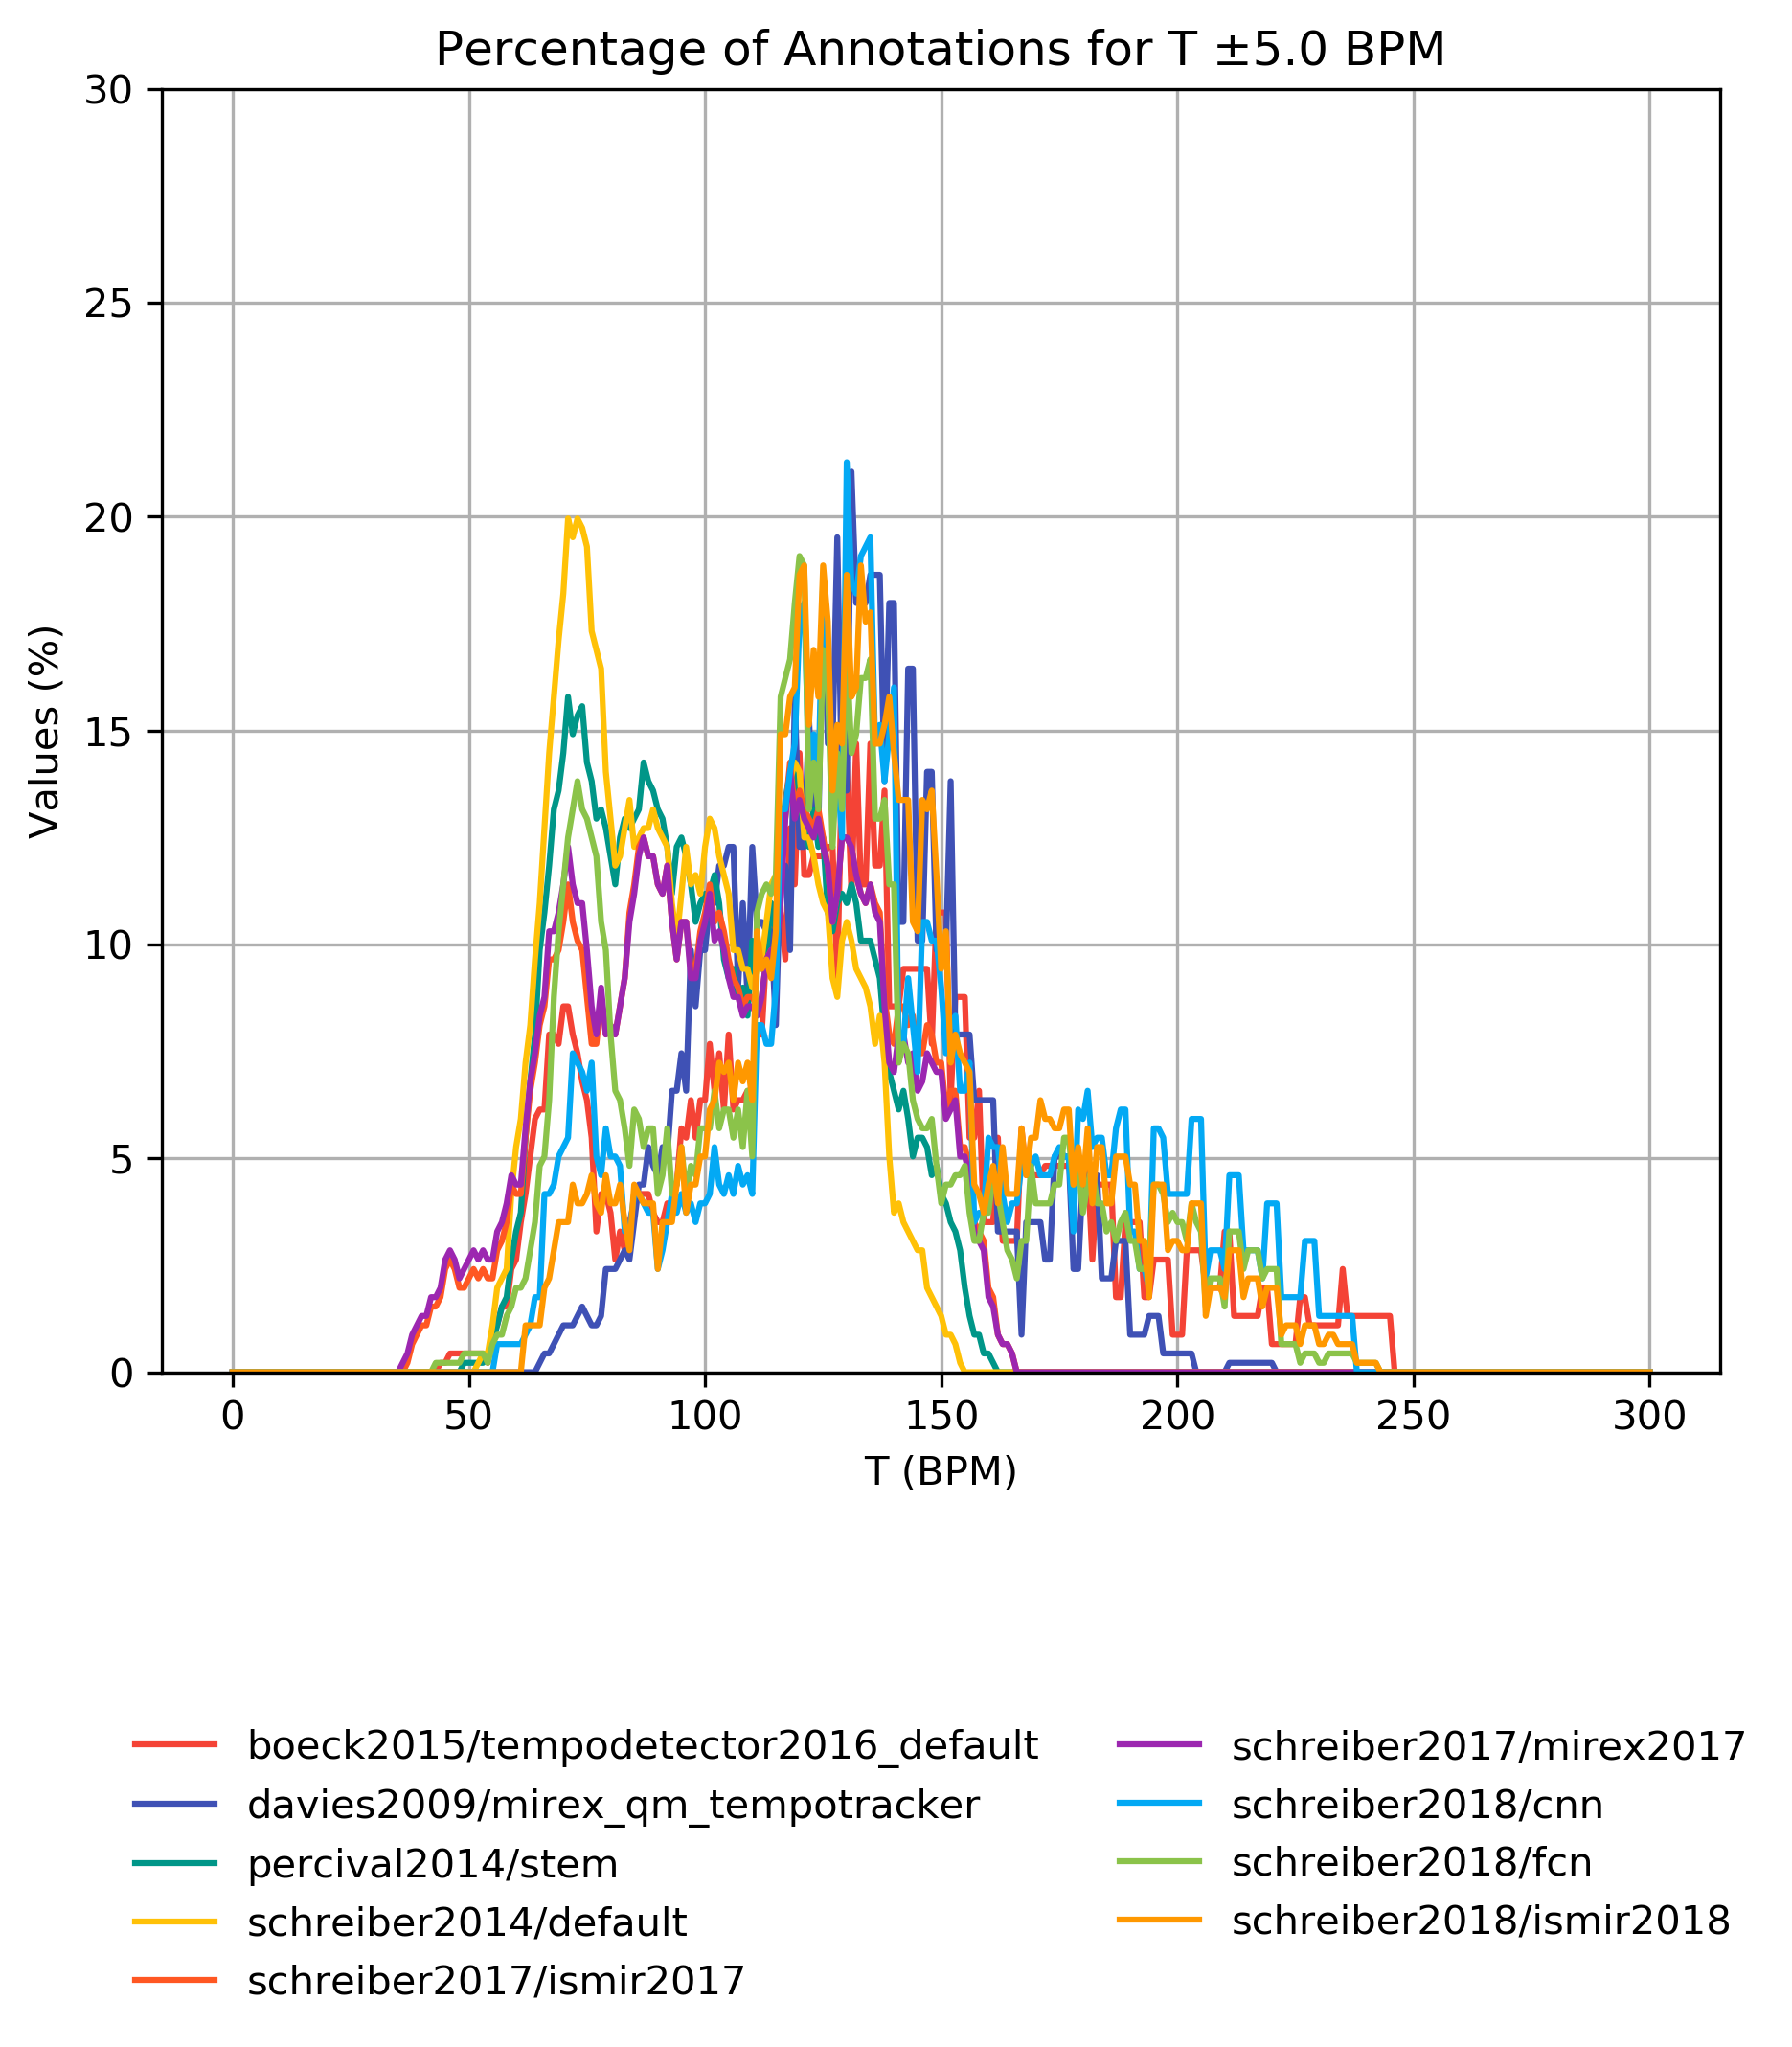 Percentage of Annotations for T ±5.0 BPM
30
25
20
15
10
5
0
Values (%)
0 50 100 150 200 250 300
T (BPM)
boeck2015/tempodetector2016_default
davies2009/mirex_qm_tempotracker
percival2014/stem
schreiber2014/default
schreiber2017/ismir2017
schreiber2017/mirex2017
schreiber2018/cnn
schreiber2018/fcn
schreiber2018/ismir2018